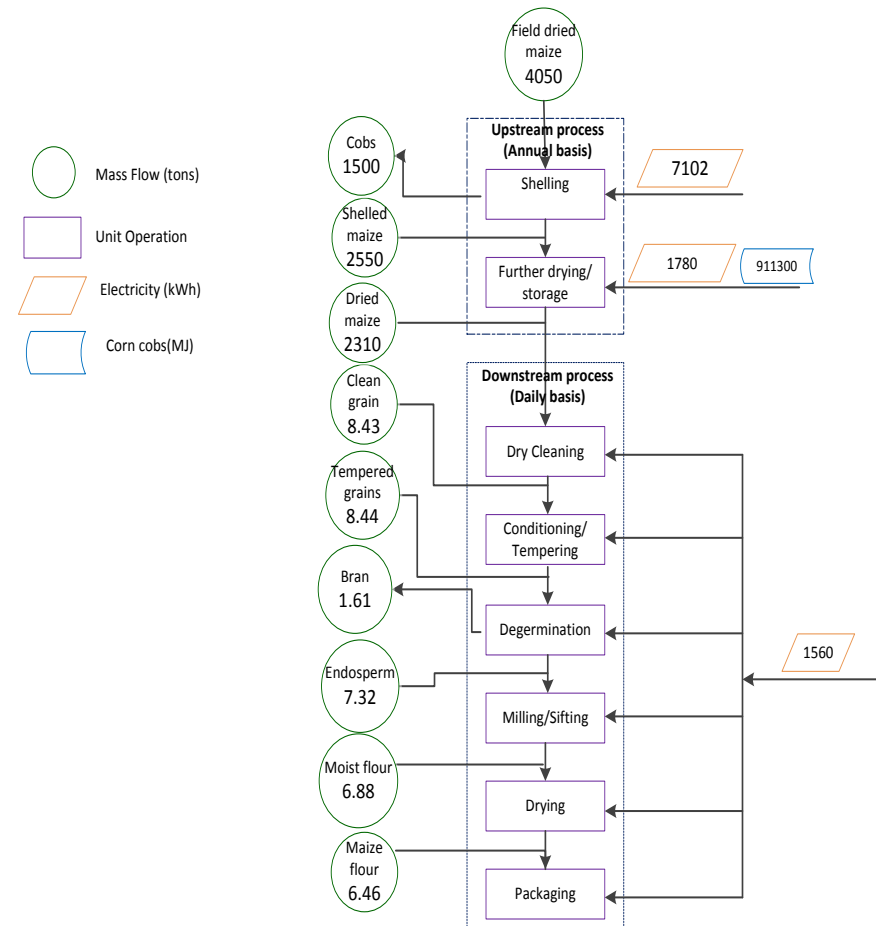 Field dried
maize
4050
Upstream process
(Annual basis)
Cobs
1500
Shelling
7102
Mass Flow (tons)
Shelled
maize
2550
Unit Operation
Further drying/
storage
1780
911300
Electricity (kWh)
Dried
maize
2310
Corn cobs(MJ)
Downstream process
(Daily basis)
Clean
grain
8.43
Dry Cleaning
Tempered
grains
8.44
Conditioning/
Tempering
Bran
1.61
Degermination
1560
Endosperm
7.32
Milling/Sifting
Moist flour
6.88
Drying
Maize
flour
6.46
Packaging